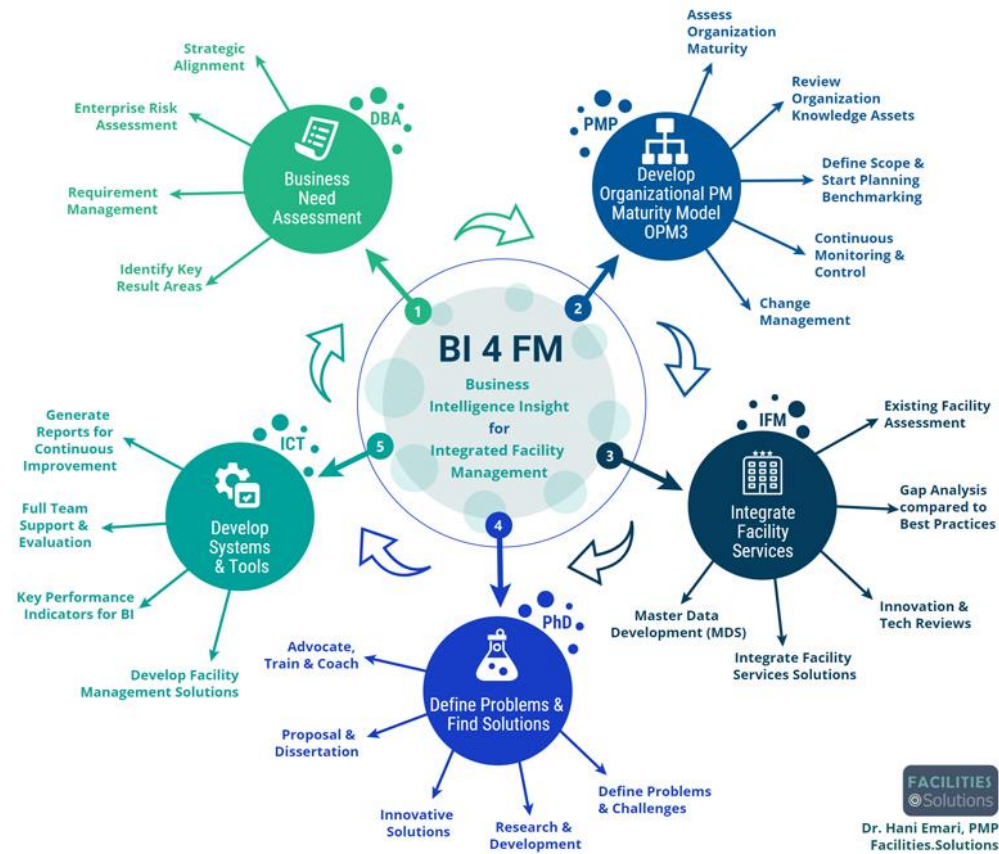 BI 4 FM
Business
Intelligence Insight
for
Integrated Facility
Management
1
DBA
Business
Need
Assessment
Strategic
Alignment
Enterprise Risk
Assessment
Requirement
Management
Identify Key
Result Areas
2
PMP
Develop
Organizational PM
Maturity Model
OPM3
Assess
Organization
Maturity
Review
Organization
Knowledge Assets
Define Scope &
Start Planning
Benchmarking
Continuous
Monitoring &
Control
Change
Management
3
IFM
Integrate
Facility
Services
Existing Facility
Assessment
Gap Analysis
compared to
Best Practices
Innovation &
Tech Reviews
Integrate Facility
Services Solutions
Master Data
Development (MDS)
4
PhD
Define Problems &
Find Solutions
Define Problems
& Challenges
Research &
Development
Innovative
Solutions
Proposal &
Dissertation
Advocate,
Train & Coach
5
ICT
Develop
Systems
& Tools
Develop Facility
Management Solutions
Key Performance
Indicators for BI
Full Team
Support &
Evaluation
Generate
Reports for
Continuous
Improvement
FACILITIES
@Solutions
Dr. Hani Emari, PMP
Facilities.Solutions